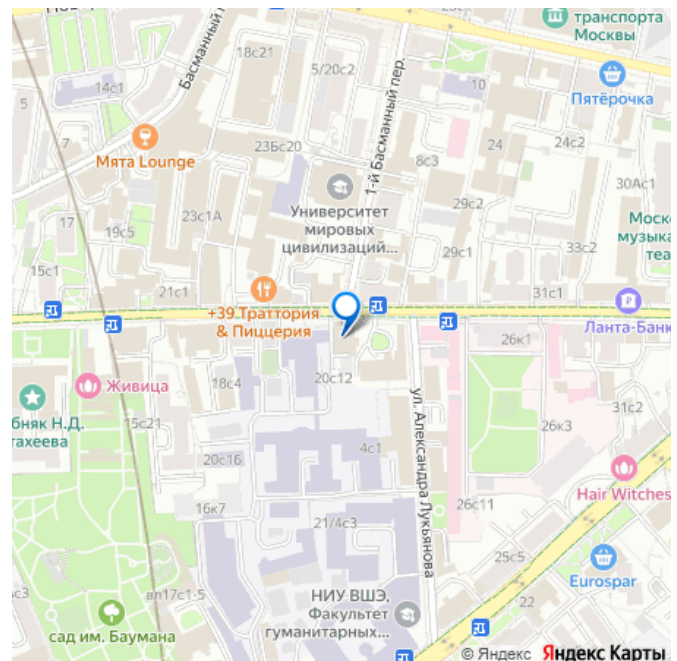 транспорта
Москвы
18с21
5/20с2
14с1
Басманный
10
Пятёрочка
5
7
Мята Lounge
23Бс20
1-й Басманный пер.
8с3
24
24с2
30Ас1
Университет
мировых
цивилизаций...
17
23с1А
29с2
19с5
29с1
33с2
15с1
21с1
31с1
+39 Траттория
& Пиццерия
Ланта-Банк
26к1
Живица
18с4
20с12
15с21
31с2
4с1
26к3
20с16
ул. Александра Лукьянова
Hair Witches
16к7
26с11
21/4с3
25с5
Eurospar
НИУ ВШЭ,
Факультет
гуманитарных...
вл17с1-5
22
сад им. Баумана
© Яндекс Яндекс Карты